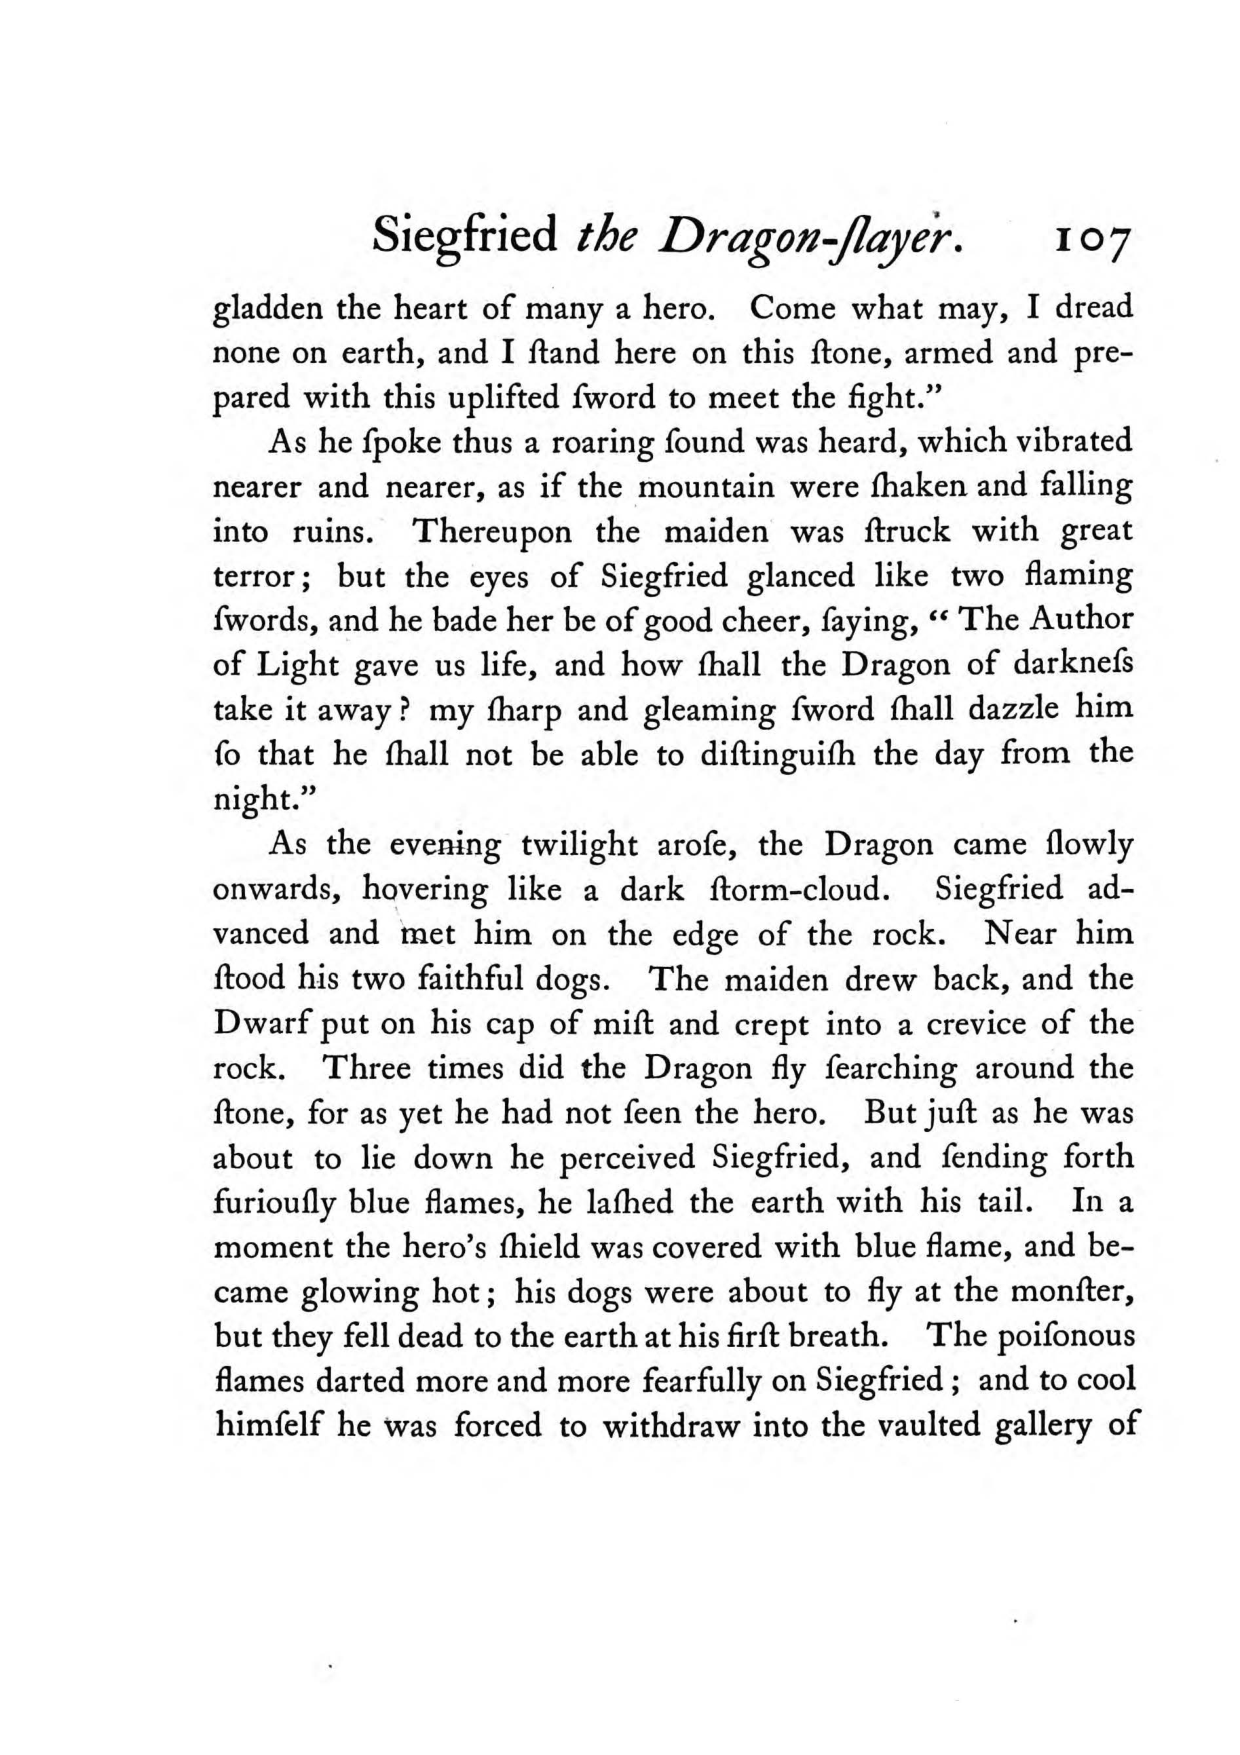 Siegfried the Dragon-ſlayer. 107
gladden the heart of many a hero. Come what may, I dread
none on earth, and I ſtand here on this ſtone, armed and pre-
pared with this uplifted ſword to meet the fight.”
As he ſpoke thus a roaring ſound was heard, which vibrated
nearer and nearer, as if the mountain were ſhaken and falling
into ruins. Thereupon the maiden was ſtruck with great
terror; but the eyes of Siegfried glanced like two flaming
ſwords, and he bade her be of good cheer, ſaying, “ The Author
of Light gave us life, and how ſhall the Dragon of darkneſs
take it away? my ſharp and gleaming ſword ſhall dazzle him
ſo that he ſhall not be able to diſtinguiſh the day from the
night.”
As the evening twilight aroſe, the Dragon came ſlowly
onwards, hovering like a dark ſtorm-cloud. Siegfried ad-
vanced and met him on the edge of the rock. Near him
ſtood his two faithful dogs. The maiden drew back, and the
Dwarf put on his cap of miſt and crept into a crevice of the
rock. Three times did the Dragon fly ſearching around the
ſtone, for as yet he had not ſeen the hero. But juſt as he was
about to lie down he perceived Siegfried, and ſending forth
furiouſly blue flames, he laſhed the earth with his tail. In a
moment the hero’s ſhield was covered with blue flame, and be-
came glowing hot; his dogs were about to fly at the monſter,
but they fell dead to the earth at his firſt breath. The poiſonous
flames darted more and more fearfully on Siegfried; and to cool
himſelf he was forced to withdraw into the vaulted gallery of